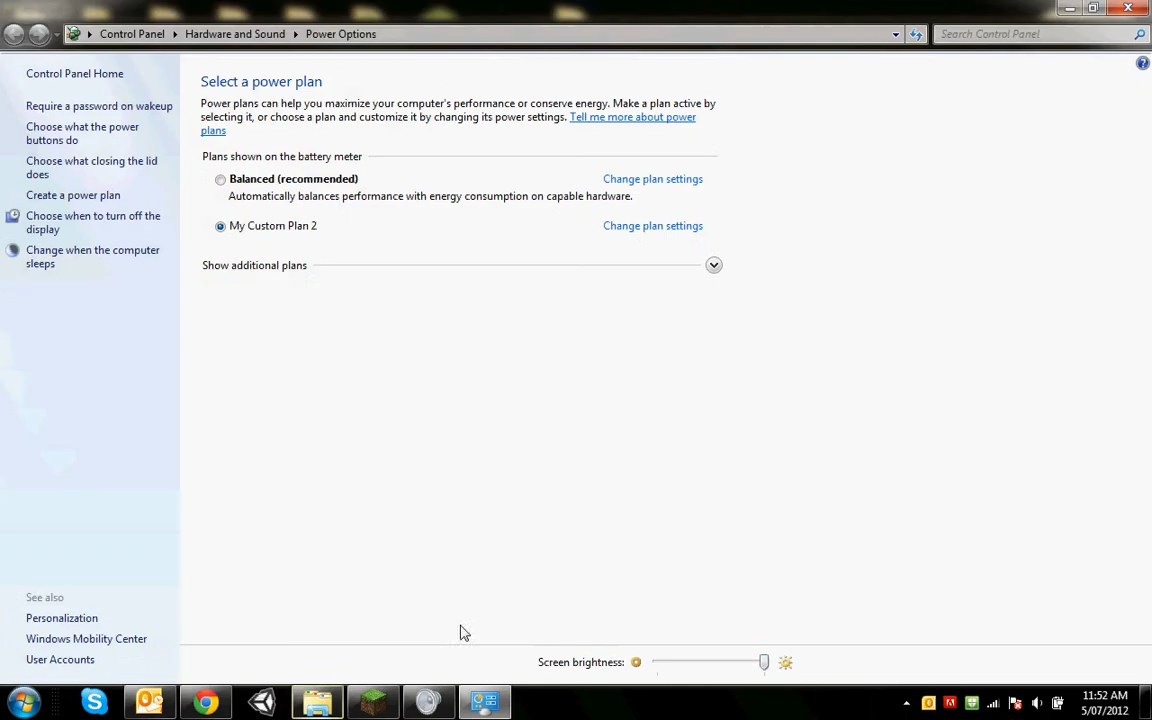 Control Panel Hardware and Sound Power Options
Search Control Panel
Control Panel Home
Require a password on wakeup
Choose what the power
buttons do
Choose what closing the lid
does
Create a power plan
Choose when to turn off the
display
Change when the computer
sleeps
Select a power plan
Power plans can help you maximize your computer's performance or conserve energy. Make a plan active by
selecting it, or choose a plan and customize it by changing its power settings. Tell me more about power
plans
Plans shown on the battery meter
Balanced (recommended) Change plan settings
Automatically balances performance with energy consumption on capable hardware.
My Custom Plan 2 Change plan settings
Show additional plans
See also
Personalization
Windows Mobility Center
User Accounts
Screen brightness:
11:52 AM
5/07/2012